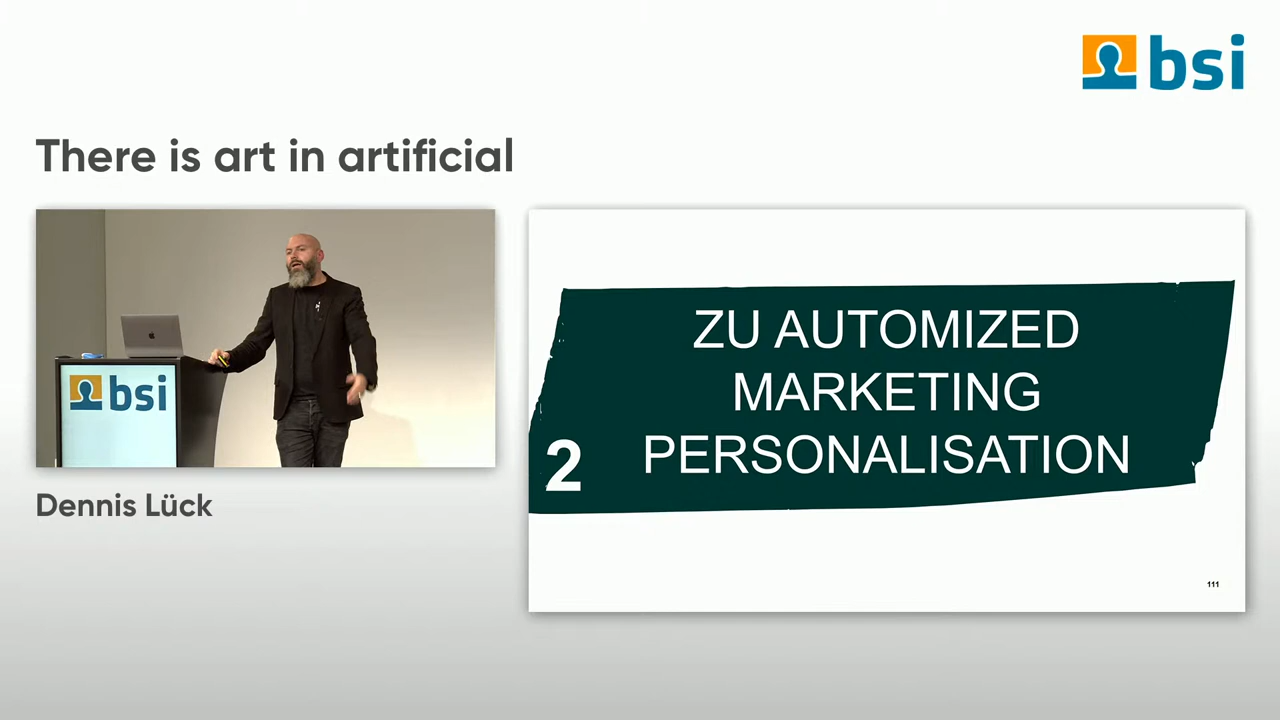 bsi
There is art in artificial
bsi
Dennis Lück
ZU AUTOMIZED
MARKETING
PERSONALISATION
2
111